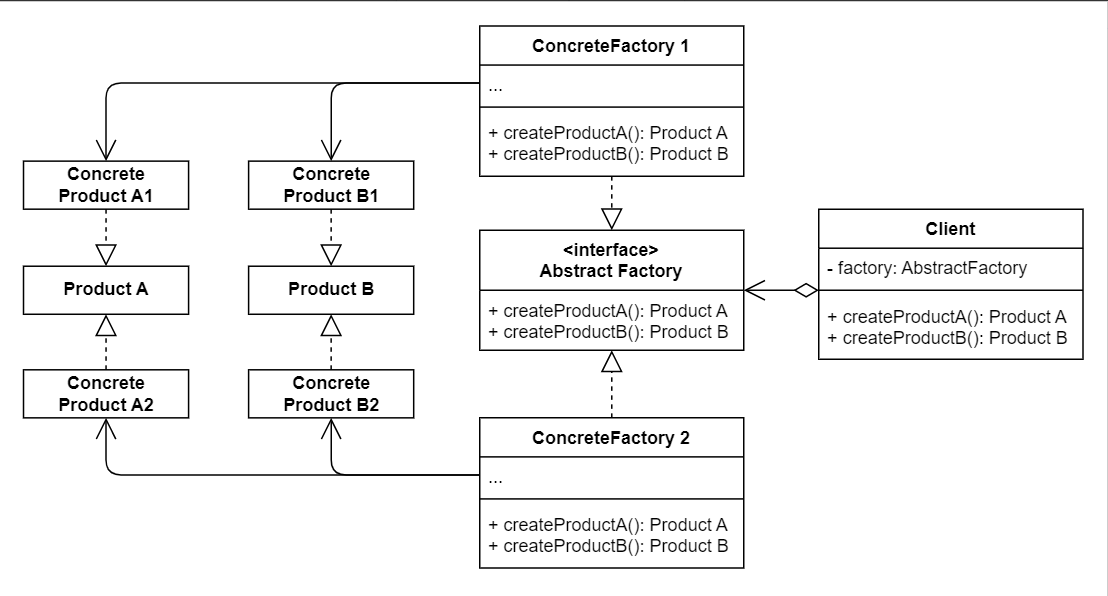 ConcreteFactory 1
...
+ createProductA(): Product A
+ createProductB(): Product B
Concrete
Product A1
Concrete
Product B1
Product A
Product B
<interface>
Abstract Factory
+ createProductA(): Product A
+ createProductB(): Product B
Client
- factory: AbstractFactory
+ createProductA(): Product A
+ createProductB(): Product B
Concrete
Product A2
Concrete
Product B2
ConcreteFactory 2
...
+ createProductA(): Product A
+ createProductB(): Product B